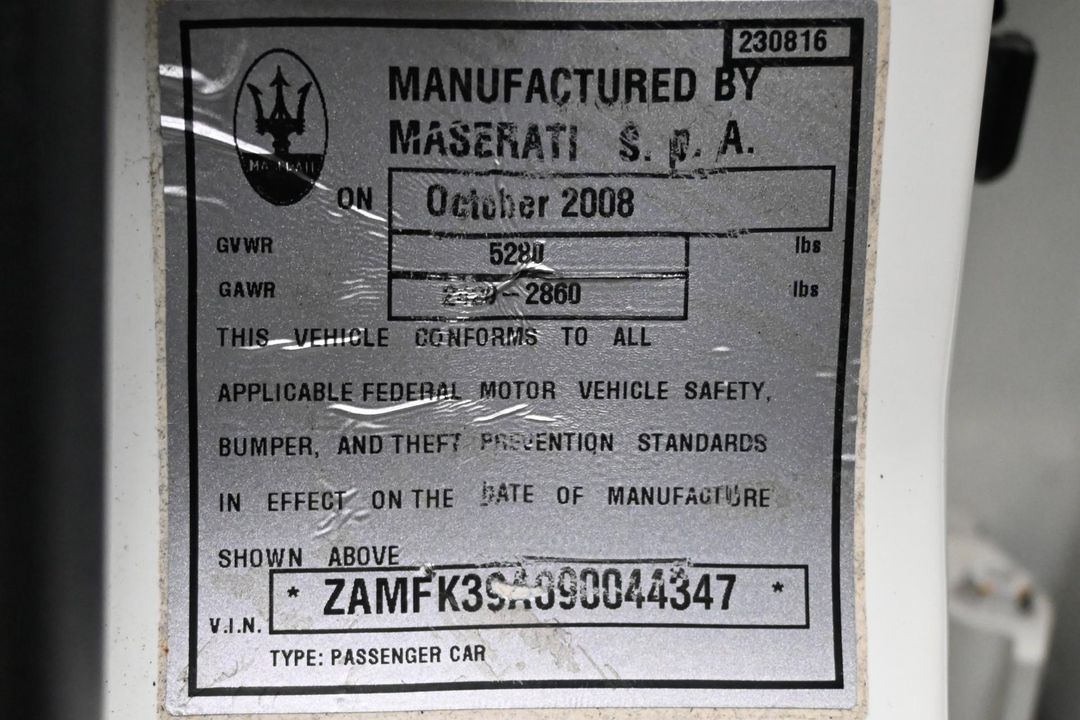 230816
MANUFACTURED BY
MASERATI S. p. A.
MASERATI
ON October 2008
GVWR 5280 lbs
GAWR – 2860 lbs
THIS VEHICLE CONFORMS TO ALL
APPLICABLE FEDERAL MOTOR VEHICLE SAFETY,
BUMPER, AND THEFT PREVENTION STANDARDS
IN EFFECT ON THE DATE OF MANUFACTURE
SHOWN ABOVE
V.I.N. * ZAMFK39A090044347 *
TYPE: PASSENGER CAR